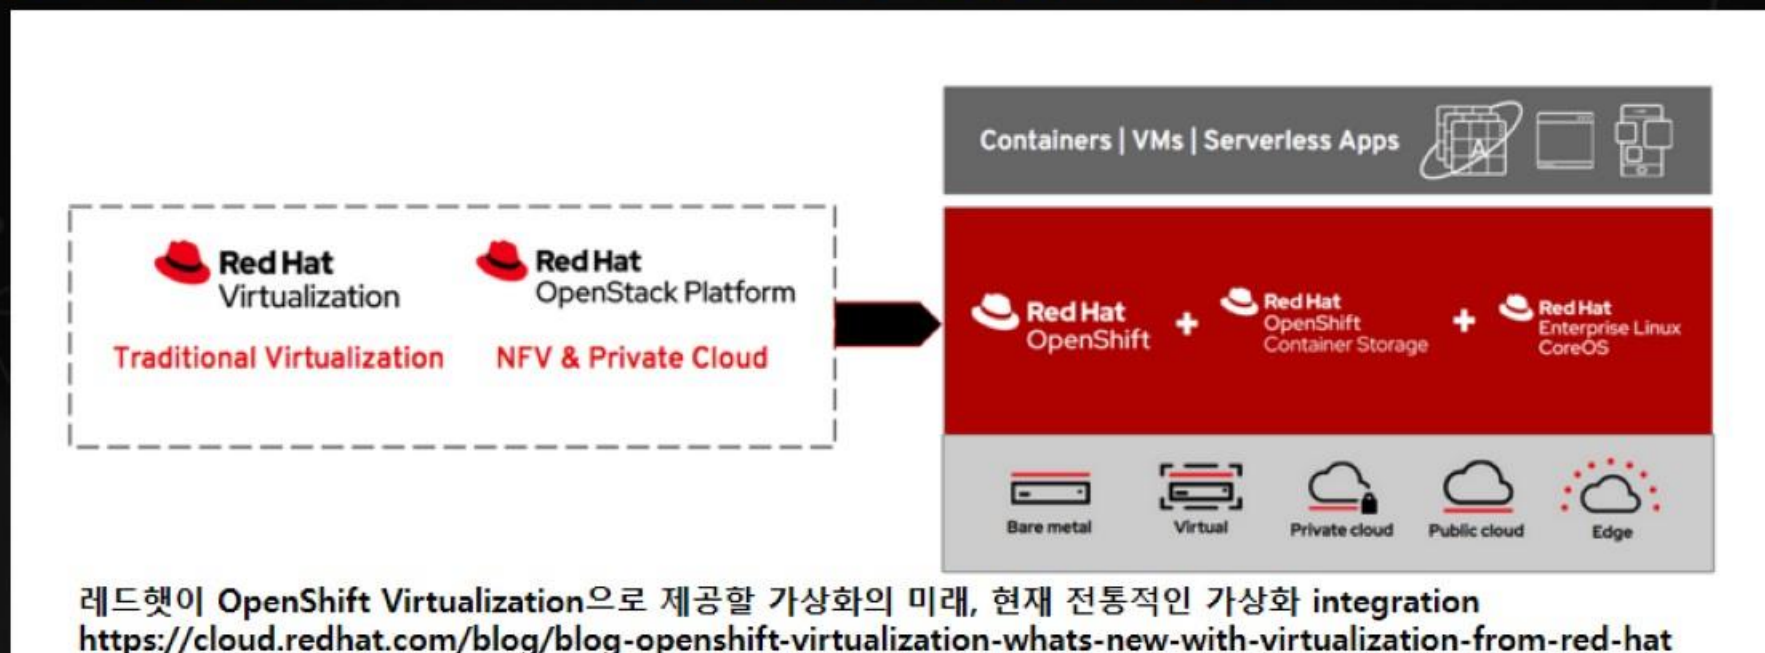 Containers | VMs | Serverless Apps
A
Red Hat
Virtualization
Traditional Virtualization
Red Hat
OpenStack Platform
NFV & Private Cloud
Red Hat
OpenShift
+
Red Hat
OpenShift
Container Storage
+
Red Hat
Enterprise Linux
CoreOS
Bare metal
Virtual
Private cloud
Public cloud
Edge
레드햇이 OpenShift Virtualization으로 제공할 가상화의 미래, 현재 전통적인 가상화 integration
https://cloud.redhat.com/blog/blog-openshift-virtualization-whats-new-with-virtualization-from-red-hat